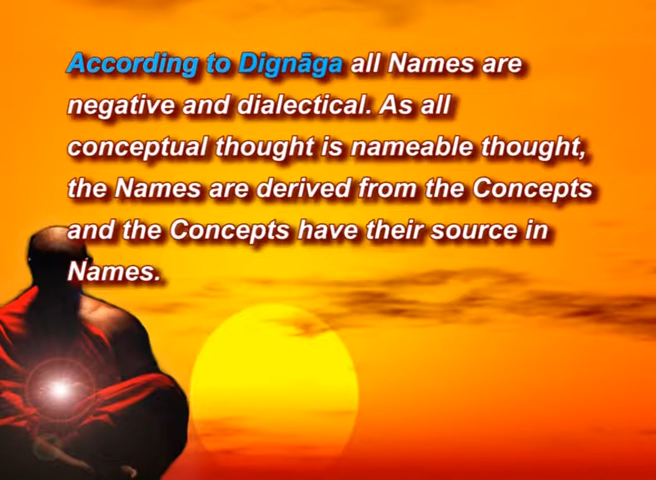 According to Dignāga all Names are
negative and dialectical. As all
conceptual thought is nameable thought,
the Names are derived from the Concepts
and the Concepts have their source in
Names.